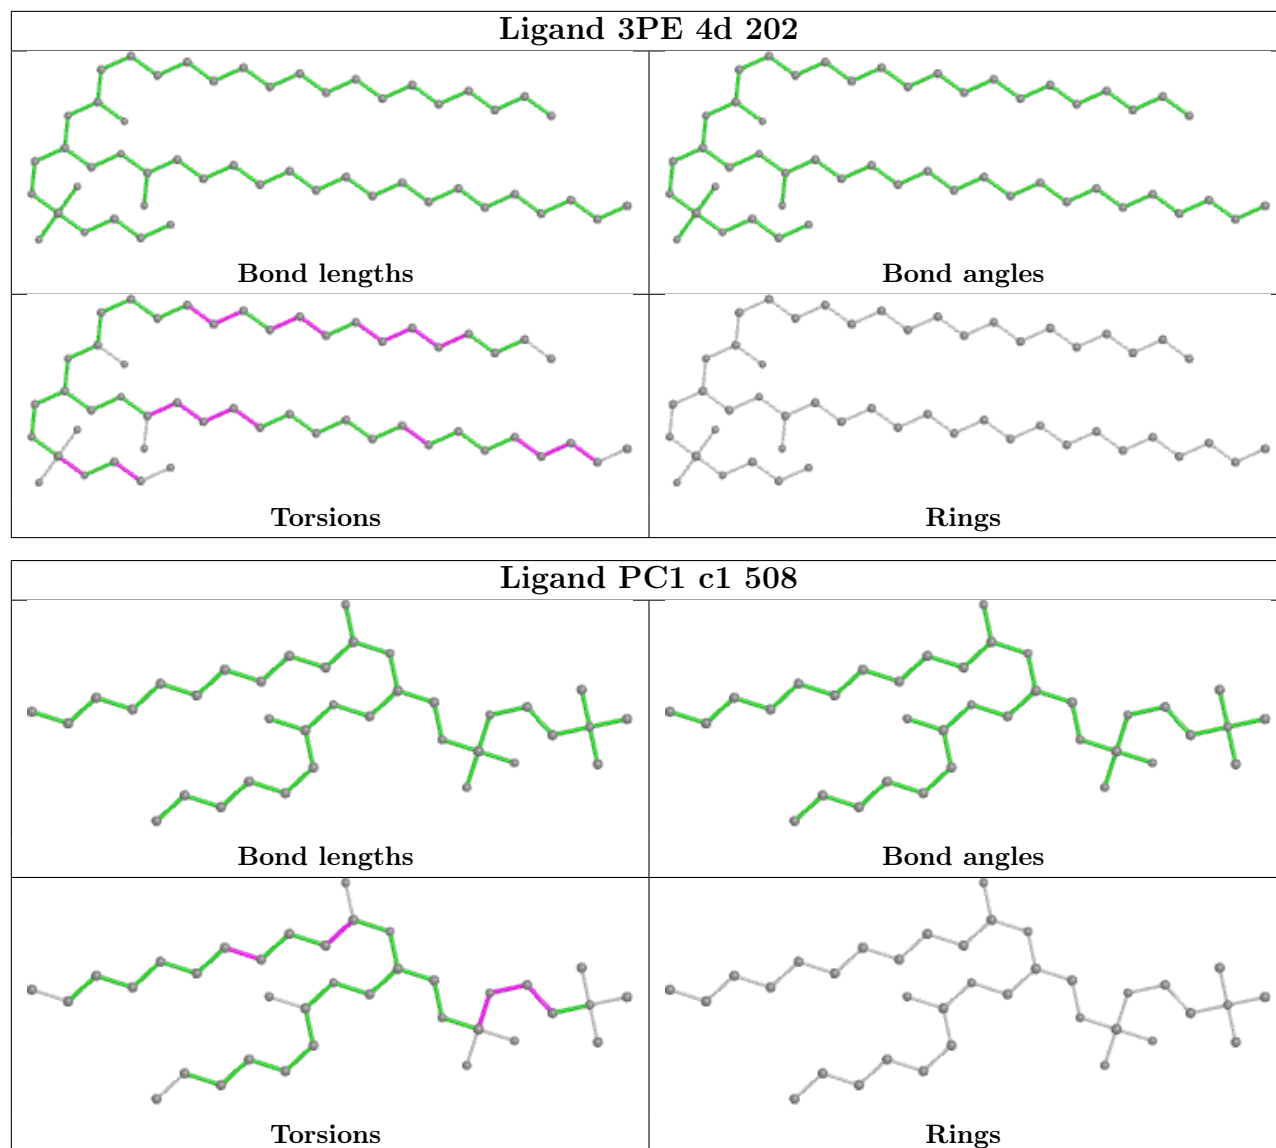 Ligand 3PE 4d 202
Bond lengths
Bond angles
Torsions
Rings
Ligand PC1 c1 508
Bond lengths
Bond angles
Torsions
Rings